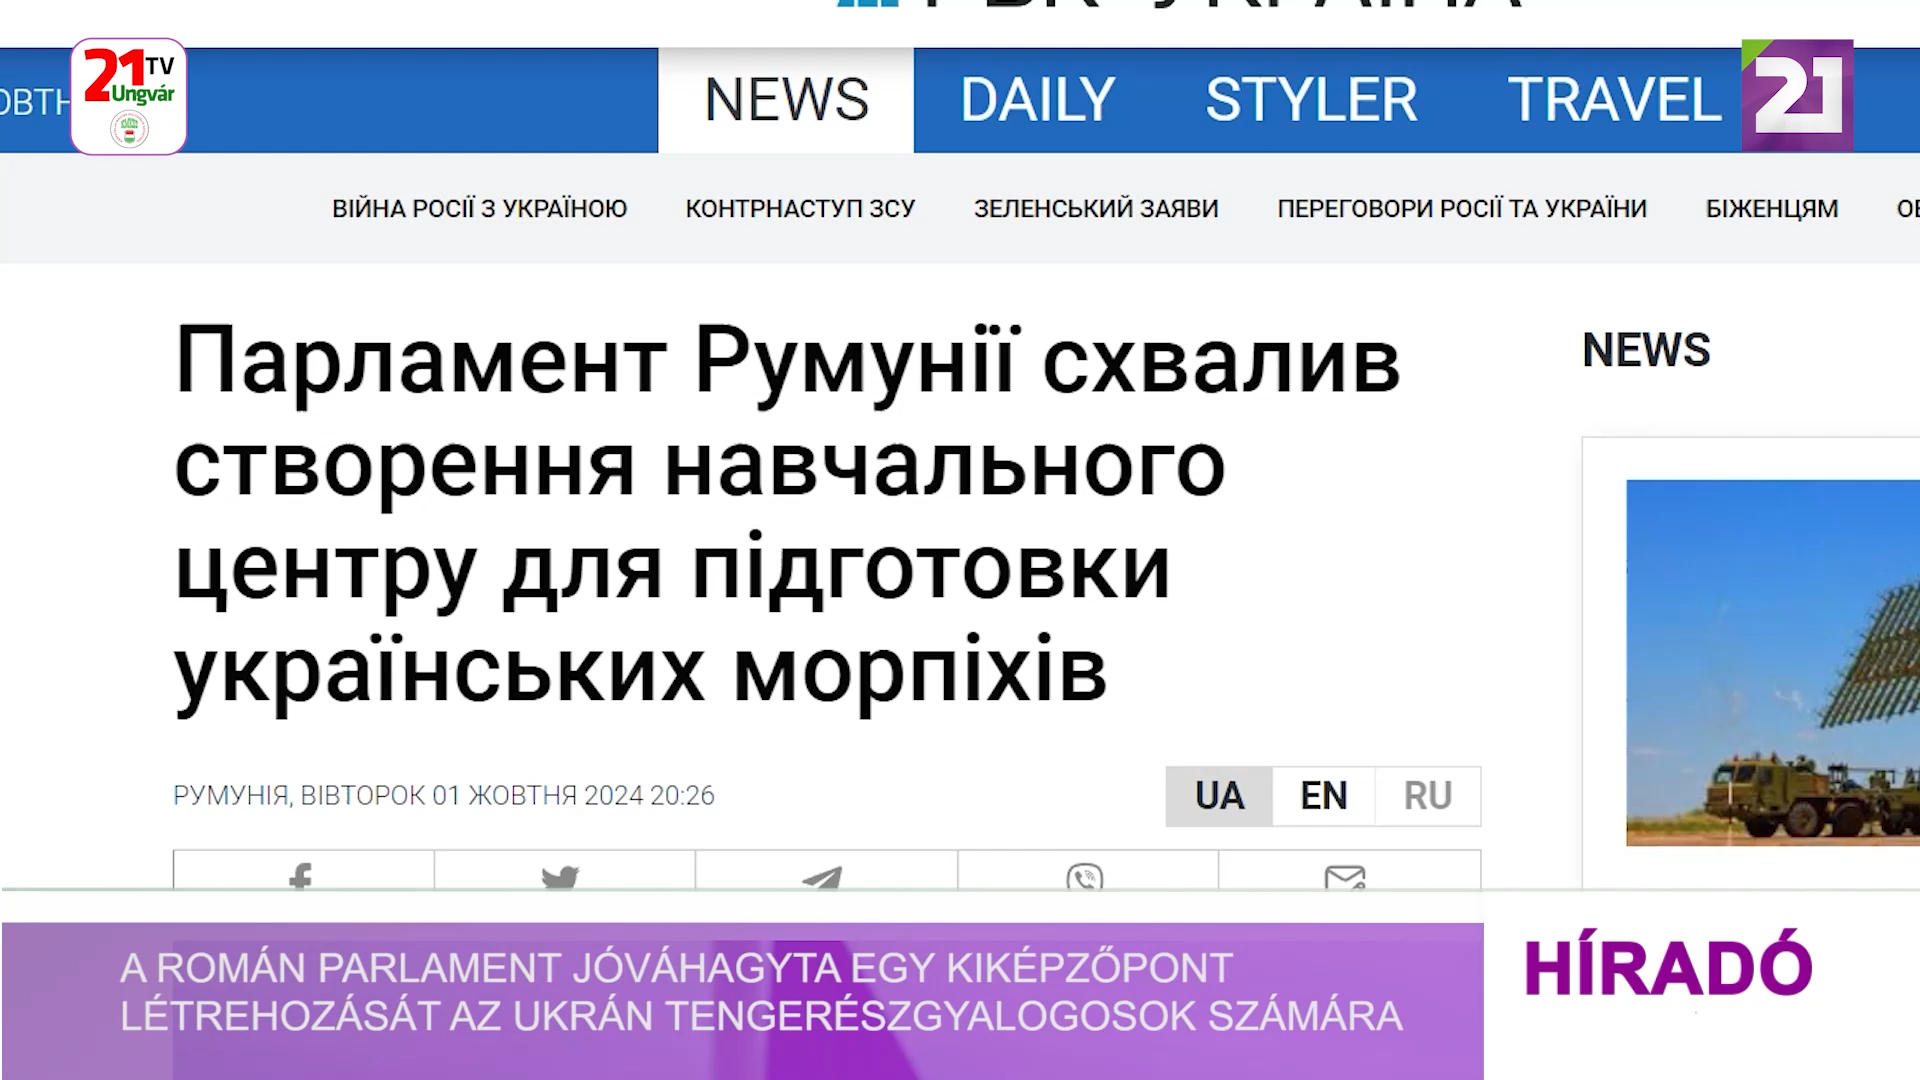 РБК-УКРАЇНА
21 TV
Ungvár
NEWS DAILY STYLER TRAVEL
21
ВІЙНА РОСІЇ З УКРАЇНОЮ КОНТРНАСТУП ЗСУ ЗЕЛЕНСЬКИЙ ЗАЯВИ ПЕРЕГОВОРИ РОСІЇ ТА УКРАЇНИ БІЖЕНЦЯМ
Парламент Румунії схвалив
створення навчального
центру для підготовки
українських морпіхів
NEWS
РУМУНІЯ, ВІВТОРОК 01 ЖОВТНЯ 2024 20:26
UA EN RU
A ROMÁN PARLAMENT JÓVÁHAGYTA EGY KIKÉPZŐPONT
LÉTREHOZÁSÁT AZ UKRÁN TENGERÉSZGYALOGOSOK SZÁMÁRA
HÍRADÓ